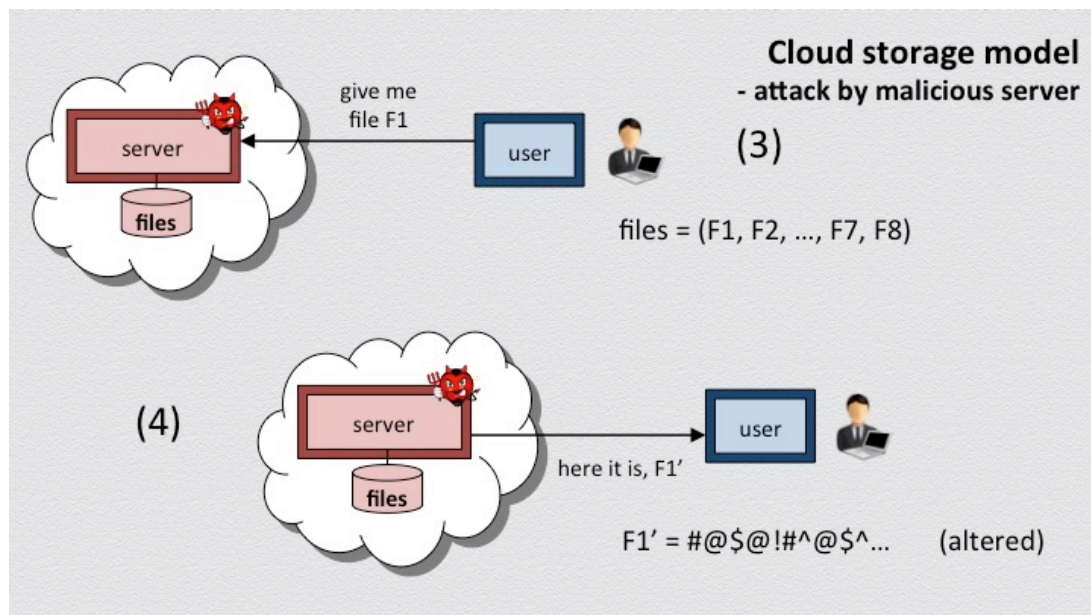 Cloud storage model
- attack by malicious server
give me
file F1
server
user
(3)
files
files = (F1, F2, …, F7, F8)
(4)
server
user
here it is, F1’
files
F1’ = #@$@!#^@$^… (altered)